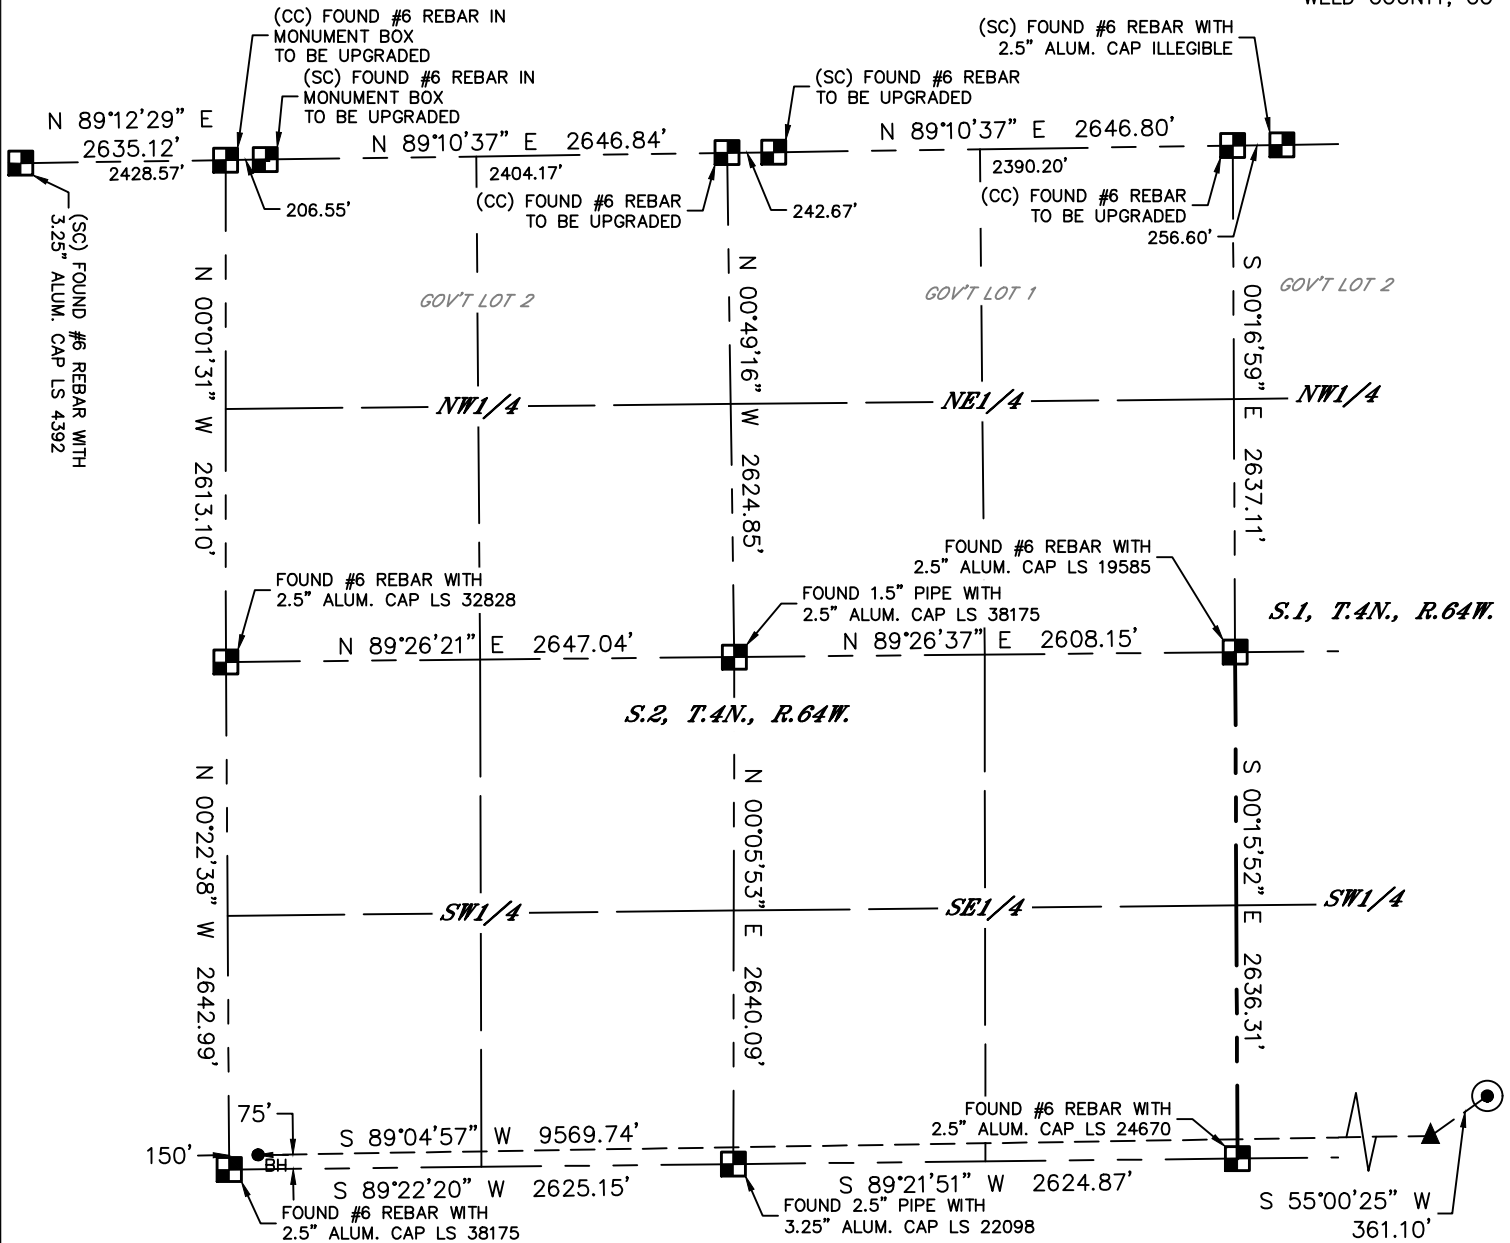 (CC) FOUND #6 REBAR IN
MONUMENT BOX
TO BE UPGRADED
(SC) FOUND #6 REBAR IN
MONUMENT BOX
TO BE UPGRADED
(SC) FOUND #6 REBAR
TO BE UPGRADED
(SC) FOUND #6 REBAR WITH
2.5" ALUM. CAP ILLEGIBLE
N 89°12'29" E
2635.12'
2428.57'
206.55'
N 89°10'37" E 2646.84'
2404.17'
(CC) FOUND #6 REBAR
TO BE UPGRADED
242.67'
N 89°10'37" E 2646.80'
2390.20'
(CC) FOUND #6 REBAR
TO BE UPGRADED
256.60'
(SC) FOUND #6 REBAR WITH
3.25" ALUM. CAP LS 4392
N 00°01'31" W 2613.10'
GOV'T LOT 2
N 00°49'16" W 2624.85'
GOV'T LOT 1
S 00°16'59" E 2637.11'
GOV'T LOT 2
NW1/4
NE1/4
NW1/4
FOUND #6 REBAR WITH
2.5" ALUM. CAP LS 32828
FOUND 1.5" PIPE WITH
2.5" ALUM. CAP LS 38175
FOUND #6 REBAR WITH
2.5" ALUM. CAP LS 19585
S.1, T.4N., R.64W.
N 89°26'21" E 2647.04'
N 89°26'37" E 2608.15'
S.2, T.4N., R.64W.
N 00°22'38" W 2642.99'
N 00°05'53" E 2640.09'
S 00°15'52" E 2636.31'
SW1/4
SE1/4
SW1/4
75'
150'
BH
S 89°04'57" W 9569.74'
FOUND #6 REBAR WITH
2.5" ALUM. CAP LS 24670
S 89°22'20" W 2625.15'
S 89°21'51" W 2624.87'
FOUND #6 REBAR WITH
2.5" ALUM. CAP LS 38175
FOUND 2.5" PIPE WITH
3.25" ALUM. CAP LS 22098
S 55°00'25" W
361.10'